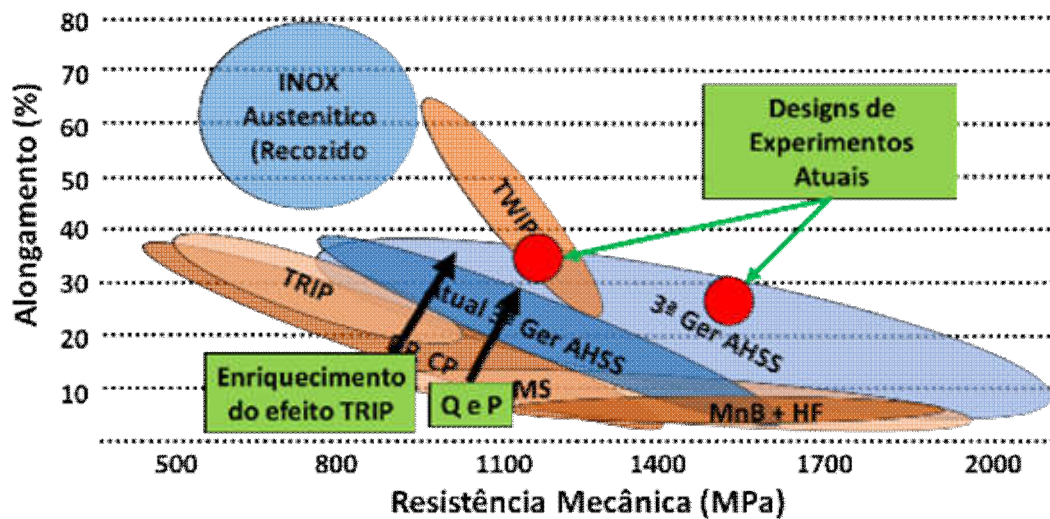 80
70
60
50
40
30
20
10
Alongamento (%)
INOX
Austenitico
(Recozido
TWIP
Designs de
Experimentos
Atuais
TRIP
Atual 3ª Ger AHSS
3ª Ger AHSS
CP
MS
MnB + HF
Enriquecimento
do efeito TRIP
Q e P
500 800 1100 1400 1700 2000
Resistência Mecânica (MPa)